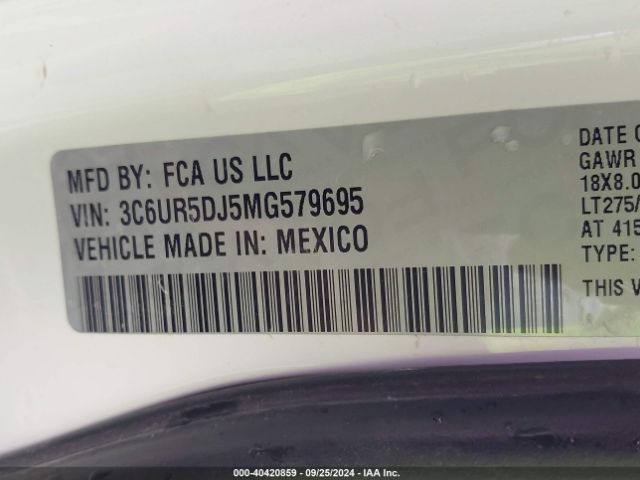 MFD BY: FCA US LLC
VIN: 3C6UR5DJ5MG579695
VEHICLE MADE IN: MEXICO
DATE
GAWR
18X8.0
LT275/
AT 415
TYPE:
THIS
00-40420859 - 09/25/2024 - IAA Inc.